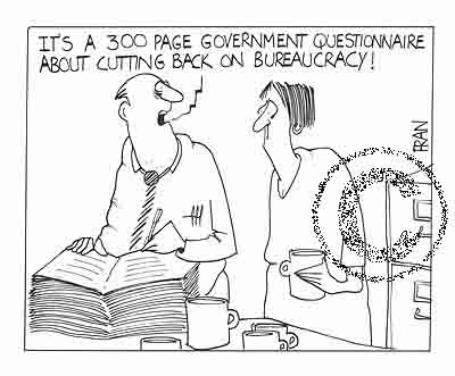 IT'S A 300 PAGE GOVERNMENT QUESTIONNAIRE
ABOUT CUTTING BACK ON BUREAUCRACY!
FRAN
©